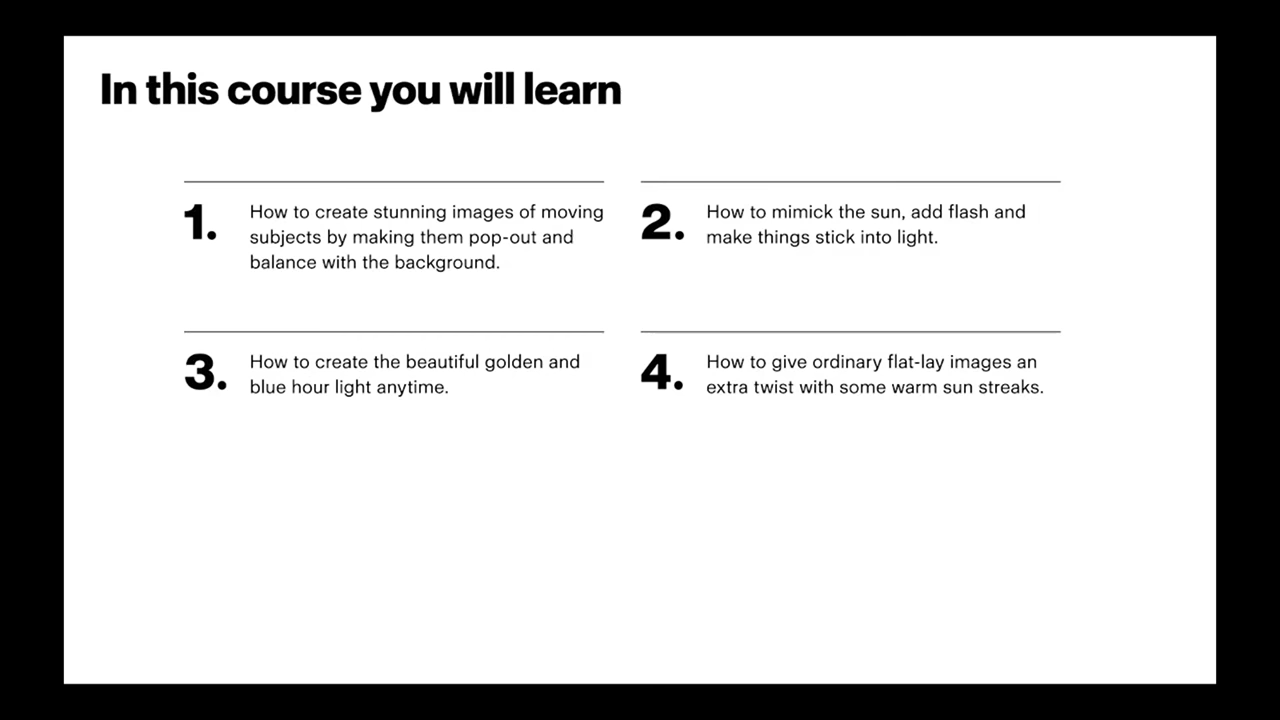 In this course you will learn
1.
How to create stunning images of moving
subjects by making them pop-out and
balance with the background.
2.
How to mimick the sun, add flash and
make things stick into light.
3.
How to create the beautiful golden and
blue hour light anytime.
4.
How to give ordinary flat-lay images an
extra twist with some warm sun streaks.